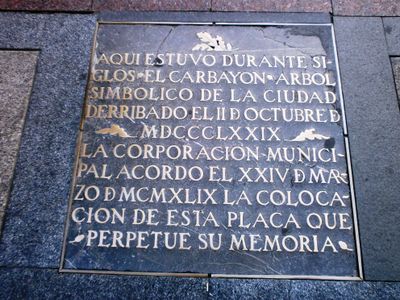 AQUI ESTUVO DURANTE SI-
GLOS·EL CARBAYON·ARBOL
SIMBOLICO DE LA CIUDAD
DERRIBADO EL II D OCTUBRE D
MDCCCLXXIX
LA CORPORACION MUNICI-
PAL ACORDO EL XXIV D MAR-
ZO D MCMXLIX LA COLOCA-
CION DE ESTA PLACA QUE
PERPETUE SU MEMORIA